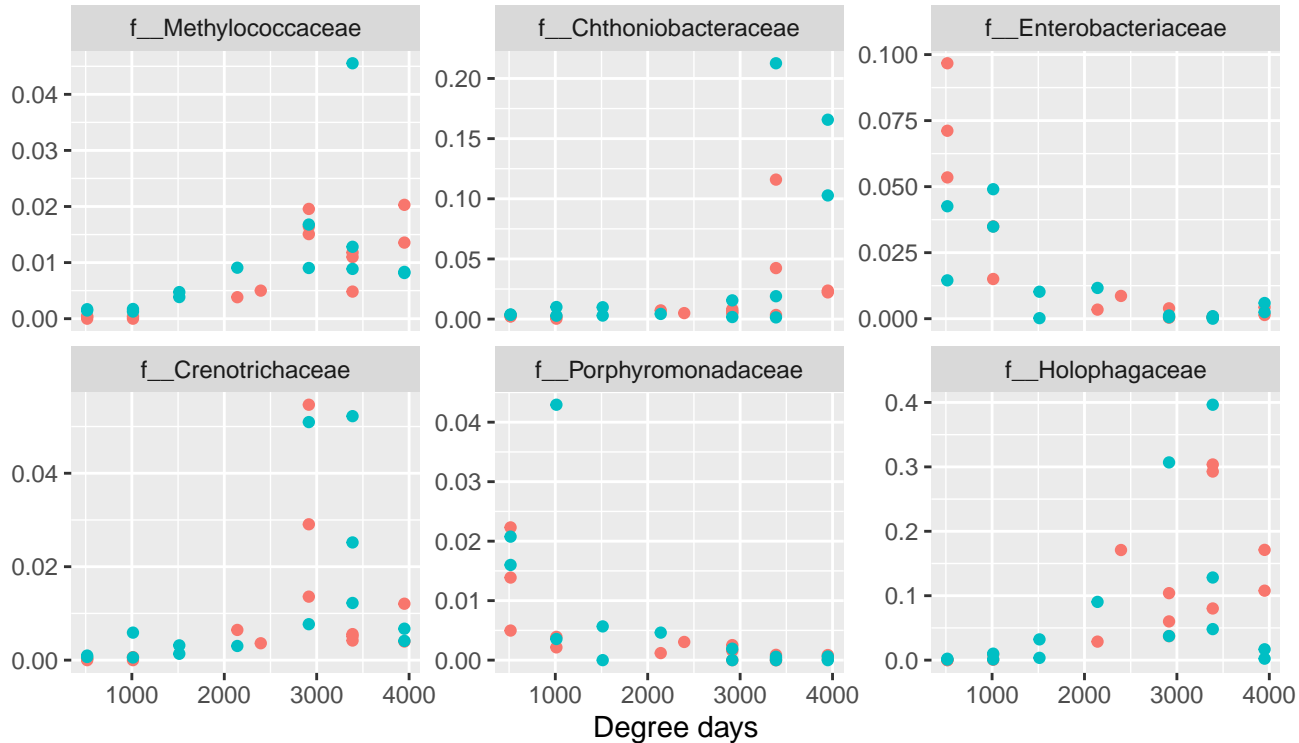 f__Methylococcaceae
f__Chthoniobacteraceae
f__Enterobacteriaceae
0.04
0.03
0.02
0.01
0.00
0.20
0.15
0.10
0.05
0.00
0.100
0.075
0.050
0.025
0.000
f__Crenotrichaceae
f__Porphyromonadaceae
f__Holophagaceae
0.04
0.02
0.00
0.04
0.03
0.02
0.01
0.00
0.4
0.3
0.2
0.1
0.0
1000 2000 3000 4000
1000 2000 3000 4000
1000 2000 3000 4000
Degree days